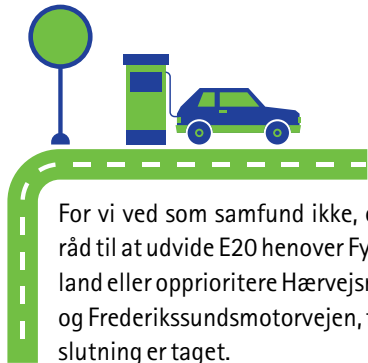 For vi ved som samfund ikke,
råd til at udvide E20 henover Fy
land eller opprioritere Hærvejsr
og Frederikssundsmotorvejen,
slutning er taget.